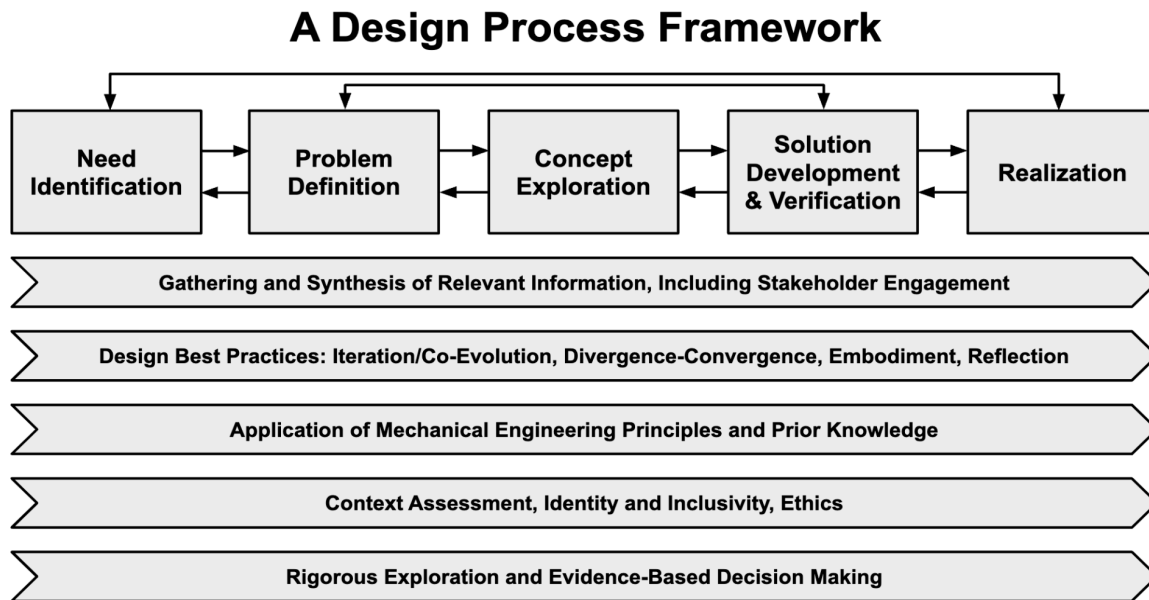 A Design Process Framework
Need
Identification
Problem
Definition
Concept
Exploration
Solution
Development
& Verification
Realization
Gathering and Synthesis of Relevant Information, Including Stakeholder Engagement
Design Best Practices: Iteration/Co-Evolution, Divergence-Convergence, Embodiment, Reflection
Application of Mechanical Engineering Principles and Prior Knowledge
Context Assessment, Identity and Inclusivity, Ethics
Rigorous Exploration and Evidence-Based Decision Making